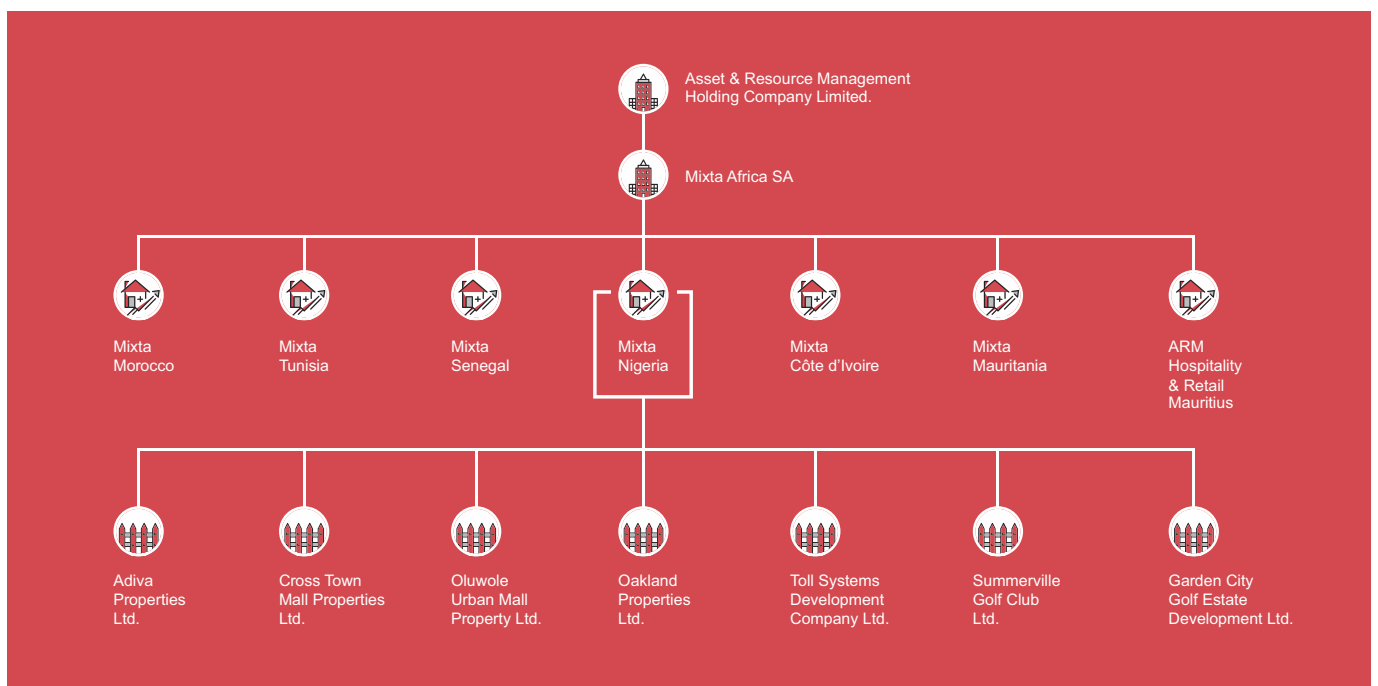 Asset & Resource Management
Holding Company Limited.
Mixta Africa SA
Mixta
Morocco
Mixta
Tunisia
Mixta
Senegal
Mixta
Nigeria
Mixta
Côte d’Ivoire
Mixta
Mauritania
ARM
Hospitality
& Retail
Mauritius
Adiva
Properties
Ltd.
Cross Town
Mall Properties
Ltd.
Oluwole
Urban Mall
Property Ltd.
Oakland
Properties
Ltd.
Toll Systems
Development
Company Ltd.
Summerville
Golf Club
Ltd.
Garden City
Golf Estate
Development Ltd.